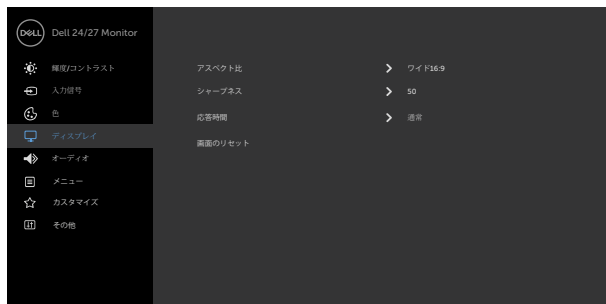 DELL Dell 24/27 Monitor
輝度/コントラスト
アスペクト比 ワイド16:9
入力信号
シャープネス 50
色
応答時間 通常
ディスプレイ
画面のリセット
オーディオ
メニュー
カスタマイズ
その他